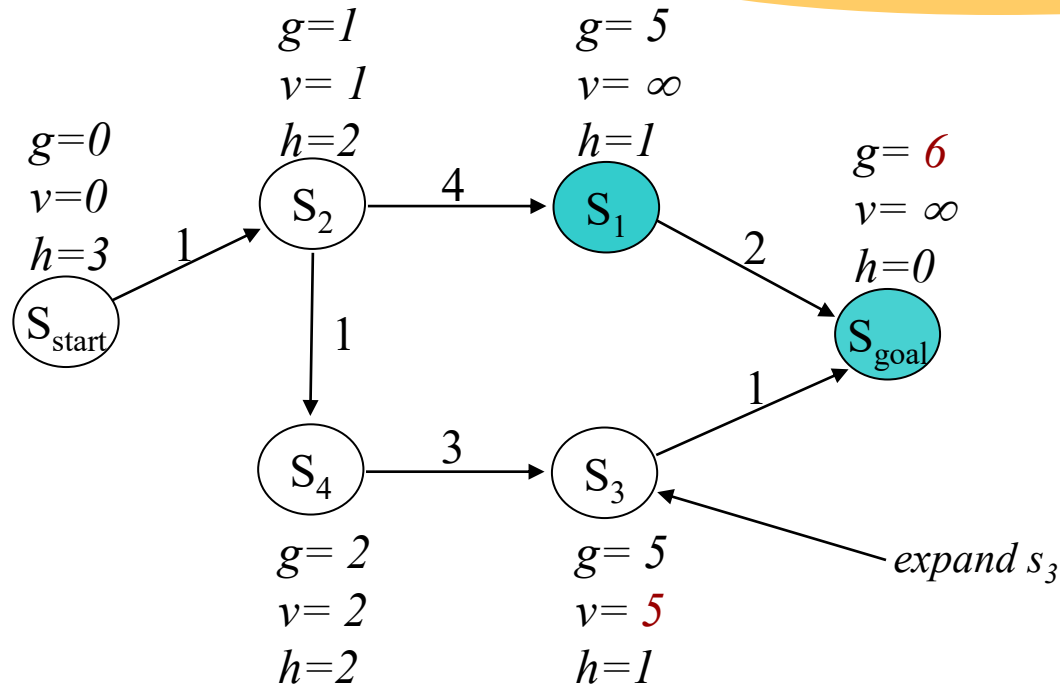 g=1
v= 1
h=2
g= 5
v= ∞
h=1
g=0
v=0
h=3
g= 6
v= ∞
h=0
S2
4
S1
1
2
Sstart
Sgoal
1
1
S4
3
S3
g= 2
v= 2
h=2
g= 5
v= 5
h=1
expand s3